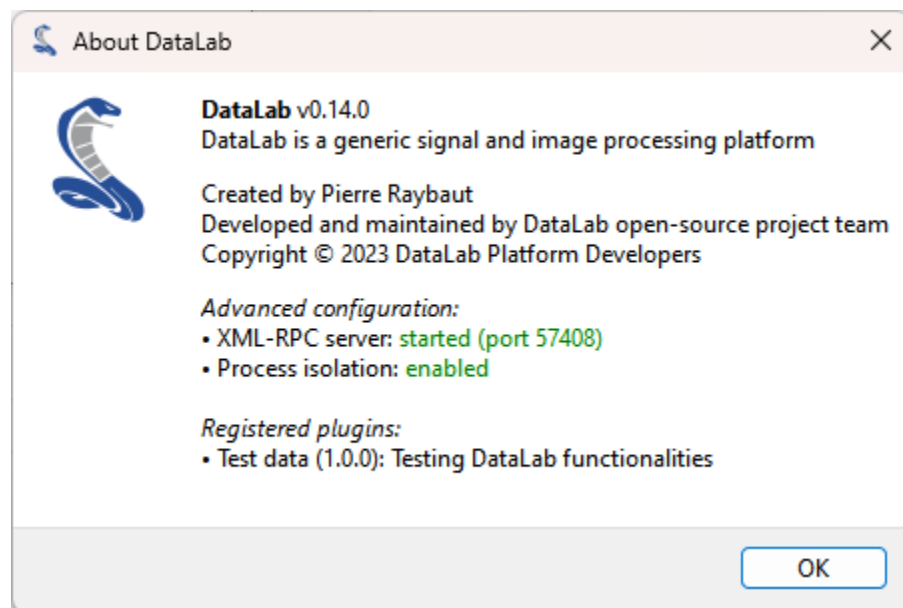 About DataLab
DataLab v0.14.0
DataLab is a generic signal and image processing platform
Created by Pierre Raybaut
Developed and maintained by DataLab open-source project team
Copyright © 2023 DataLab Platform Developers
Advanced configuration:
• XML-RPC server: started (port 57408)
• Process isolation: enabled
Registered plugins:
• Test data (1.0.0): Testing DataLab functionalities
OK